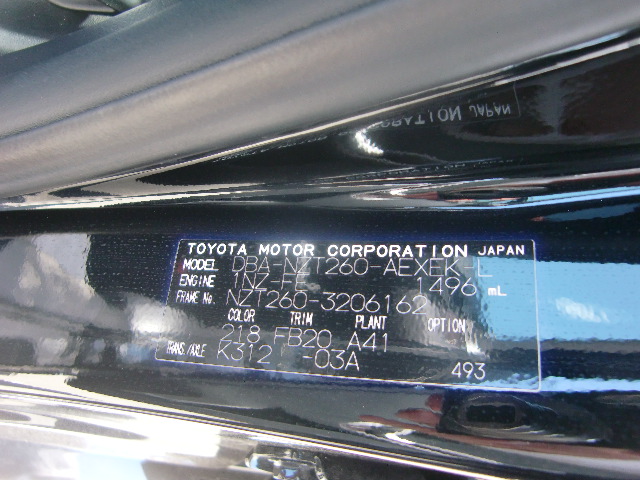 TOYOTA MOTOR CORPORATION JAPAN
MODEL DBA-NZT260-AEXEK-L
ENGINE 1NZ-FE 1496 mL
FRAME No. NZT260-3206162
COLOR TRIM PLANT OPTION
218 FB20 A41
TRANS./AXLE K312 -03A
493